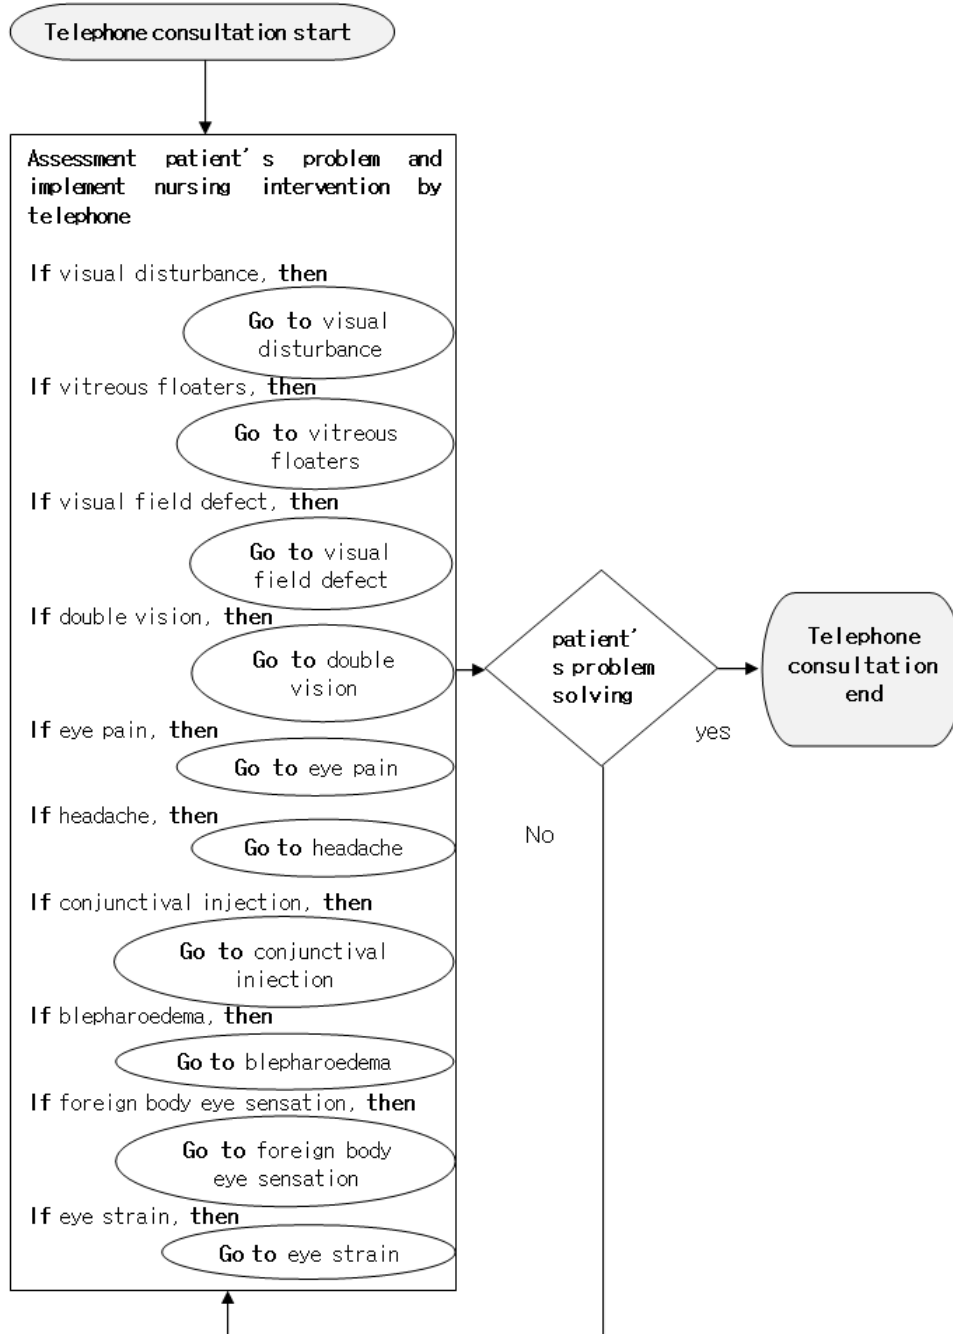 Telephone consultation start
Assessment patient's problem and
implement nursing intervention by
telephone
If visual disturbance, then
Go to visual
disturbance
If vitreous floaters, then
Go to vitreous
floaters
If visual field defect, then
Go to visual
field defect
If double vision, then
Go to double
vision
If eye pain, then
Go to eye pain
If headache, then
Go to headache
If conjunctival injection, then
Go to conjunctival
iniection
If blepharoedema, then
Go to blepharoedema
If foreign body eye sensation, then
Go to foreign body
eye sensation
If eye strain, then
Go to eye strain
patient'
s problem
solving
yes
No
Telephone
consultation
end